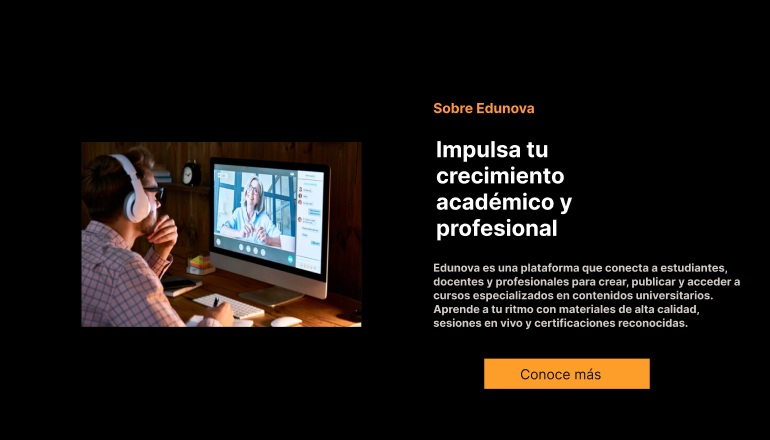 Sobre Edunova
Impulsa tu
crecimiento
académico y
profesional
Edunova es una plataforma que conecta a estudiantes,
docentes y profesionales para crear, publicar y acceder a
cursos especializados en contenidos universitarios.
Aprende a tu ritmo con materiales de alta calidad,
sesiones en vivo y certificaciones reconocidas.
Conoce más